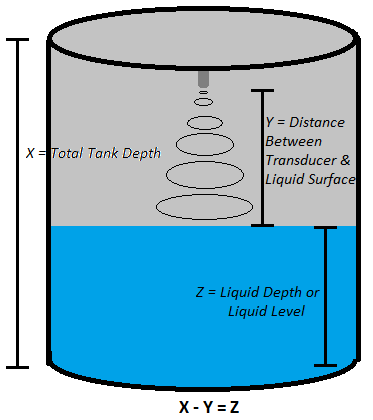 Y = Distance
Between
Transducer &
Liquid Surface
X = Total Tank Depth
Z = Liquid Depth or
Liquid Level
X - Y = Z